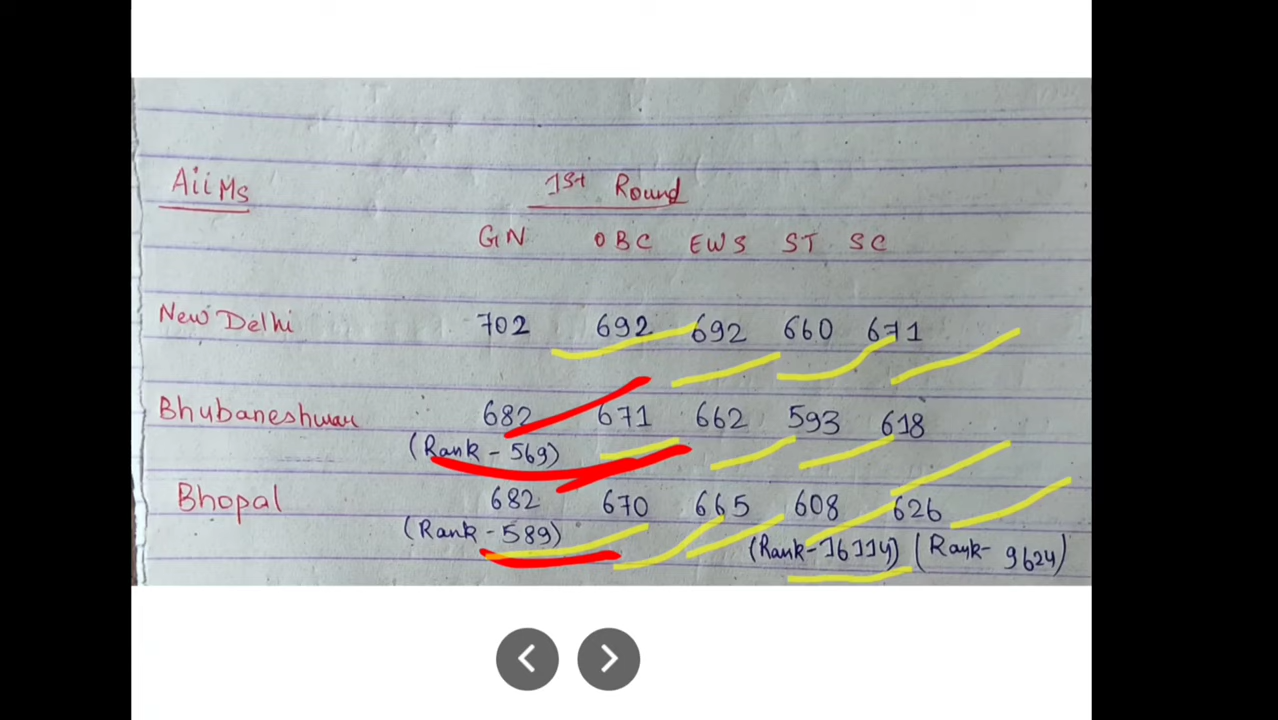 AiiMs 1st Round
GN OBC EWS ST SC
New Delhi 702 692 692 660 671
Bhubaneshwar 682 671 662 593 618
(Rank - 569)
Bhopal 682 670 665 608 626
(Rank - 589) (Rank-16114) (Rank- 9624)